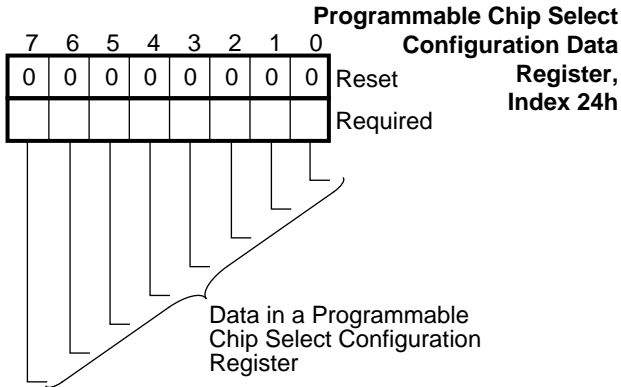 Programmable Chip Select
Configuration Data
Register,
Index 24h
7 6 5 4 3 2 1 0
0 0 0 0 0 0 0 0 Reset
Required
Data in a Programmable
Chip Select Configuration
Register